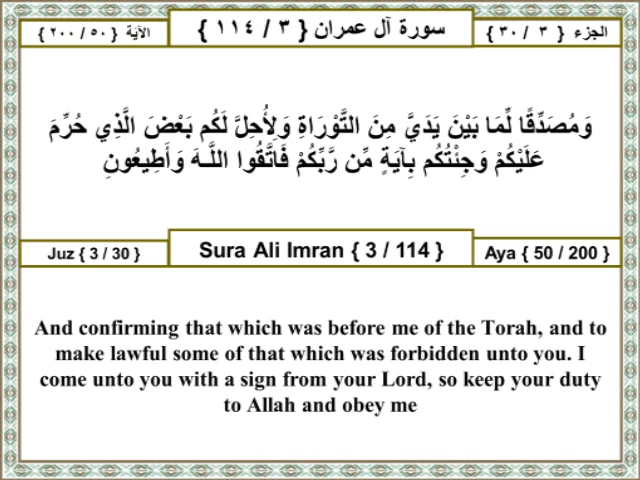 الجزء { ٣ / ٣٠ }
سورة آل عمران { ٣ / ١١٤ }
الآية { ٥٠ / ٢٠٠ }
وَمُصَدِّقًا لِّمَا بَيْنَ يَدَيَّ مِنَ التَّوْرَاةِ وَلِأُحِلَّ لَكُم بَعْضَ الَّذِي حُرِّمَ
عَلَيْكُمْ وَجِئْتُكُم بِآيَةٍ مِّن رَّبِّكُمْ فَاتَّقُوا اللَّـهَ وَأَطِيعُونِ
Juz { 3 / 30 }
Sura Ali Imran { 3 / 114 }
Aya { 50 / 200 }
And confirming that which was before me of the Torah, and to
make lawful some of that which was forbidden unto you. I
come unto you with a sign from your Lord, so keep your duty
to Allah and obey me